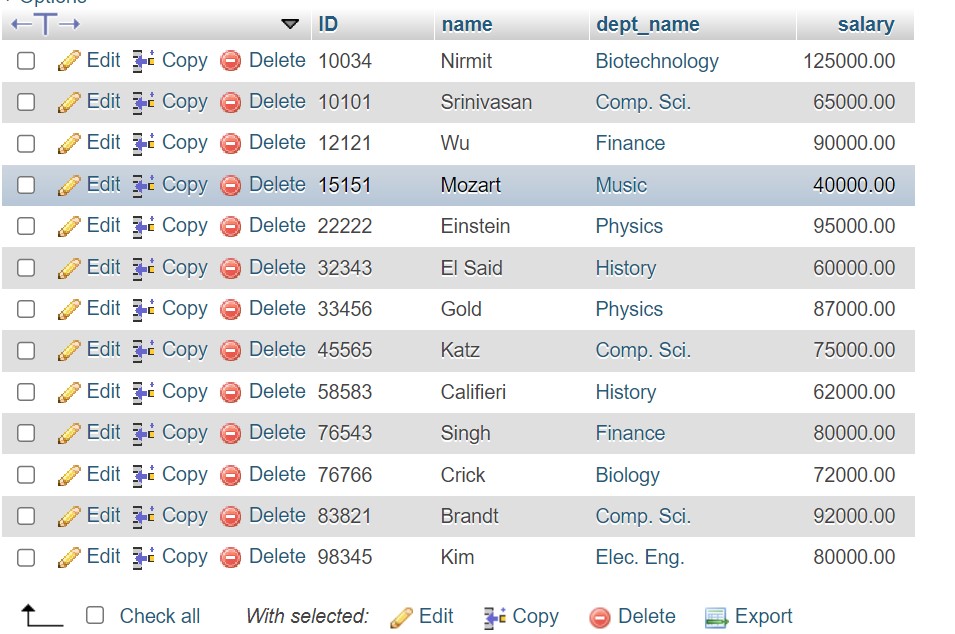 Options
ID name dept_name salary
Edit Copy Delete 10034 Nirmit Biotechnology 125000.00
Edit Copy Delete 10101 Srinivasan Comp. Sci. 65000.00
Edit Copy Delete 12121 Wu Finance 90000.00
Edit Copy Delete 15151 Mozart Music 40000.00
Edit Copy Delete 22222 Einstein Physics 95000.00
Edit Copy Delete 32343 El Said History 60000.00
Edit Copy Delete 33456 Gold Physics 87000.00
Edit Copy Delete 45565 Katz Comp. Sci. 75000.00
Edit Copy Delete 58583 Califieri History 62000.00
Edit Copy Delete 76543 Singh Finance 80000.00
Edit Copy Delete 76766 Crick Biology 72000.00
Edit Copy Delete 83821 Brandt Comp. Sci. 92000.00
Edit Copy Delete 98345 Kim Elec. Eng. 80000.00
Check all With selected: Edit Copy Delete Export